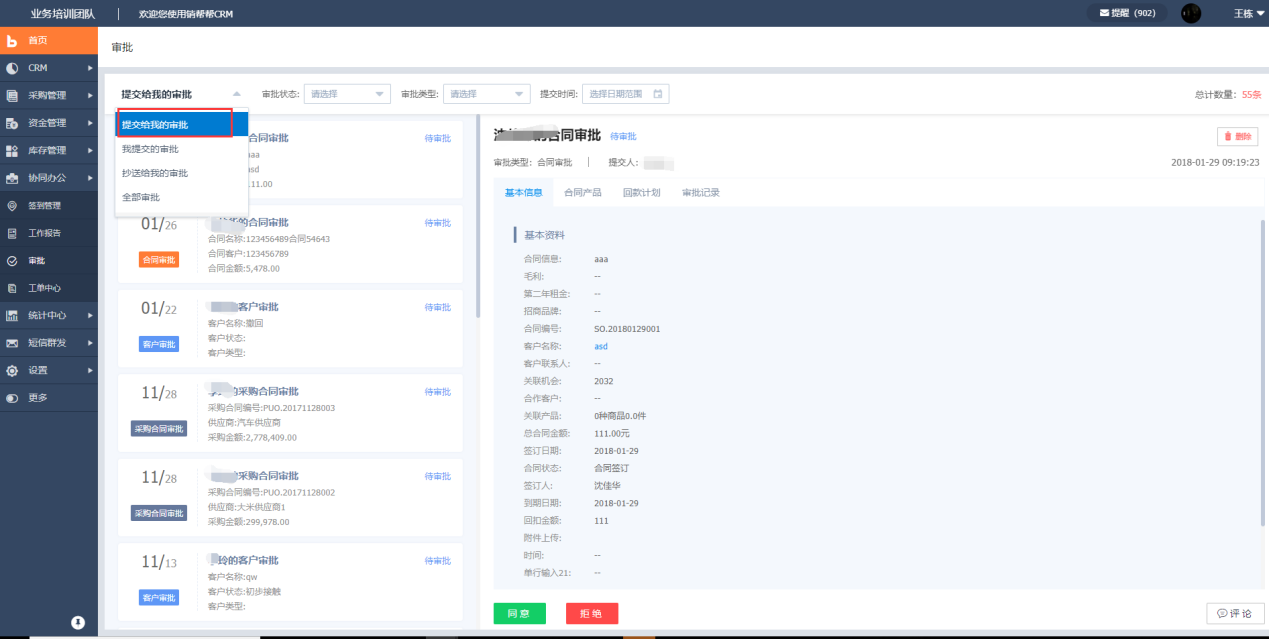 业务培训团队
欢迎您使用销帮帮CRM
提醒 (902)
王栋
首页
CRM
采购管理
资金管理
库存管理
协同办公
签到管理
工作报告
审批
工单中心
统计中心
短信群发
设置
更多
审批
提交给我的审批
审批状态: 请选择
审批类型: 请选择
提交时间: 选择日期范围
总计数量: 55条
提交给我的审批
我提交的审批
抄送给我的审批
全部审批
合同审批
待审批
aaa
asd
111.00
01/26
合同审批
的合同审批
待审批
合同名称:123456489合同54643
合同客户:123456789
合同金额:5,478.00
01/22
客户审批
客户审批
待审批
客户名称:撤回
客户状态:
客户类型:
11/28
采购合同审批
的采购合同审批
待审批
采购合同编号:PUO.20171128003
供应商:汽车供应商
采购金额:2,778,409.00
11/28
采购合同审批
采购合同审批
待审批
采购合同编号:PUO.20171128002
供应商:大米供应商1
采购金额:299,978.00
11/13
客户审批
玲的客户审批
待审批
客户名称:qw
客户状态:初步接触
客户类型:
的合同审批
待审批
删除
审批类型: 合同审批
提交人:
2018-01-29 09:19:23
基本信息
合同产品
回款计划
审批记录
基本资料
合同信息: aaa
毛利: --
第二年租金: --
招商品牌: --
合同编号: SO.20180129001
客户名称: asd
客户联系人: --
关联机会: 2032
合作客户: --
关联产品: 0种商品0.0件
总合同金额: 111.00元
签订日期: 2018-01-29
合同状态: 合同签订
签订人: 沈佳华
到期日期: 2018-01-29
回扣金额: 111
附件上传:
时间: --
单行输入21: --
同意
拒绝
评论